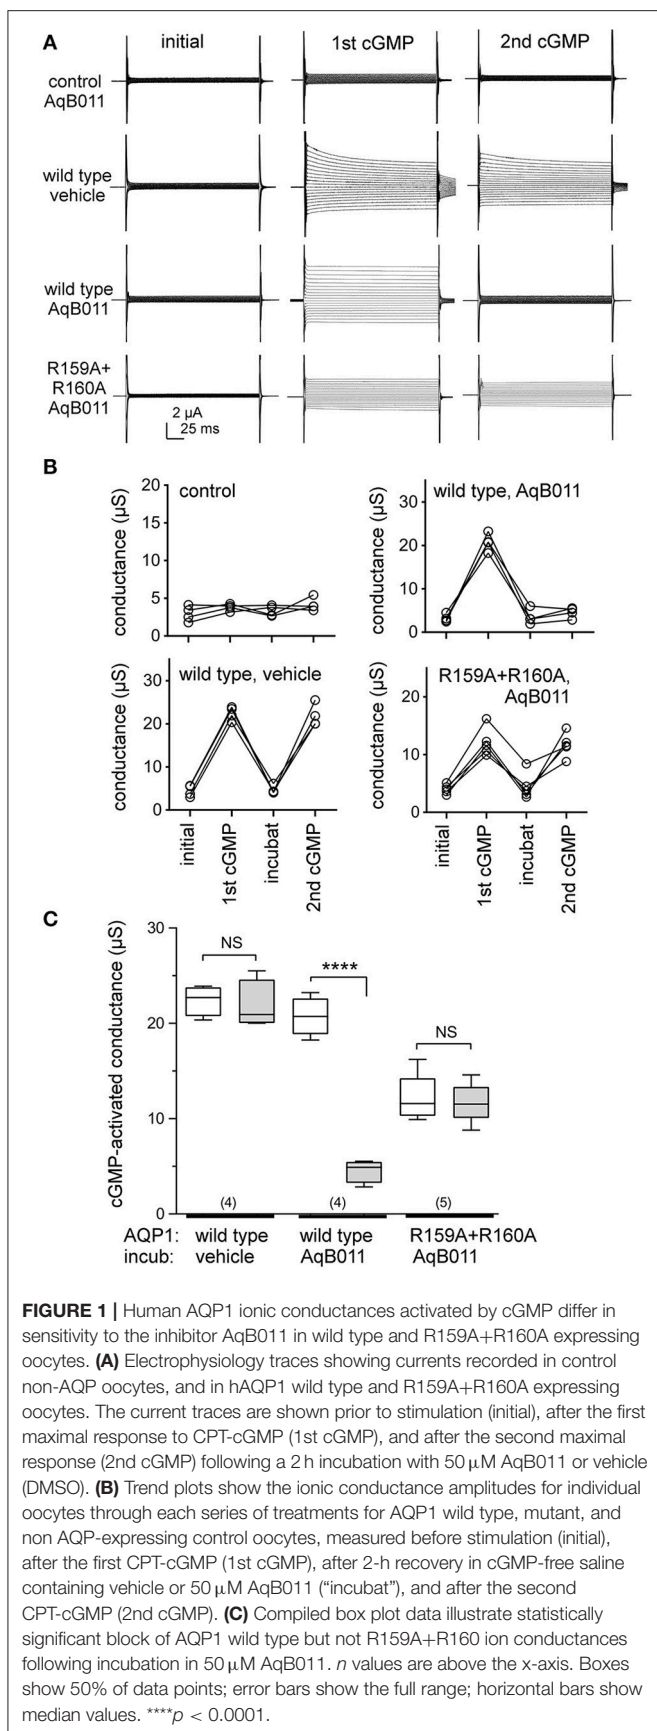 A
initial 1st cGMP 2nd cGMP
control
AqB011
wild type
vehicle
wild type
AqB011
R159A+
R160A
AqB011
2 µA
25 ms
B
control
conductance (µS)
20
15
10
5
0
wild type, AqB011
conductance (µS)
30
20
10
0
wild type, vehicle
conductance (µS)
30
20
10
0
initial
1st cGMP
incubat
2nd cGMP
R159A+R160A,
AqB011
conductance (µS)
20
10
0
initial
1st cGMP
incubat
2nd cGMP
C
cGMP-activated conductance (µS)
30
20
10
0
NS
****
NS
(4) (4) (5)
AQP1: wild type wild type R159A+R160A
incub: vehicle AqB011 AqB011
FIGURE 1 | Human AQP1 ionic conductances activated by cGMP differ in
sensitivity to the inhibitor AqB011 in wild type and R159A+R160A expressing
oocytes. (A) Electrophysiology traces showing currents recorded in control
non-AQP oocytes, and in hAQP1 wild type and R159A+R160A expressing
oocytes. The current traces are shown prior to stimulation (initial), after the first
maximal response to CPT-cGMP (1st cGMP), and after the second maximal
response (2nd cGMP) following a 2 h incubation with 50 µM AqB011 or vehicle
(DMSO). (B) Trend plots show the ionic conductance amplitudes for individual
oocytes through each series of treatments for AQP1 wild type, mutant, and
non AQP-expressing control oocytes, measured before stimulation (initial),
after the first CPT-cGMP (1st cGMP), after 2-h recovery in cGMP-free saline
containing vehicle or 50 µM AqB011 (“incubat”), and after the second
CPT-cGMP (2nd cGMP). (C) Compiled box plot data illustrate statistically
significant block of AQP1 wild type but not R159A+R160 ion conductances
following incubation in 50 µM AqB011. n values are above the x-axis. Boxes
show 50% of data points; error bars show the full range; horizontal bars show
median values. ****p < 0.0001.